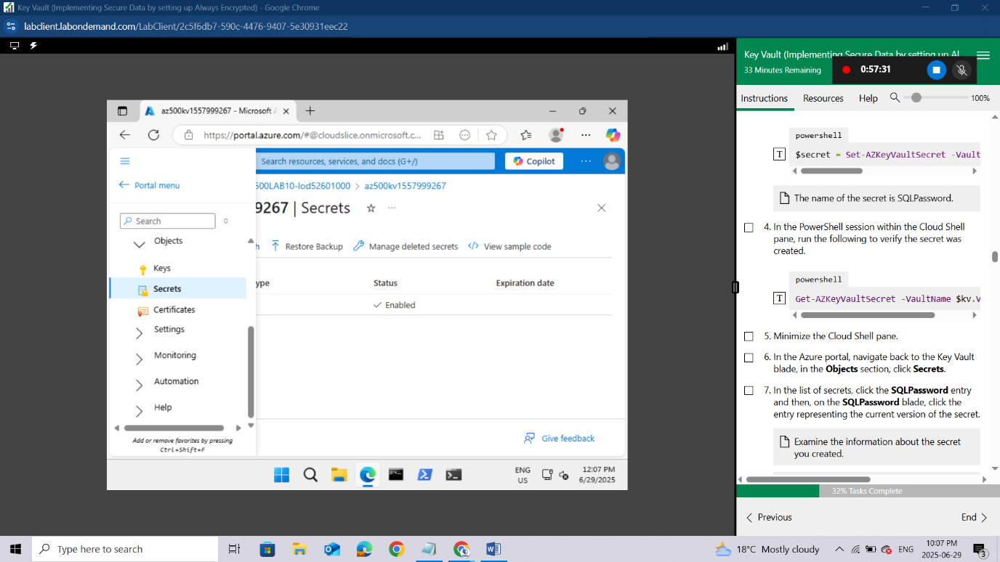 Key Vault (Implementing Secure Data by setting up Always Encrypted) - Google Chrome
labclient.labondemand.com/LabClient/2c5f6db7-590c-4476-9407-5e30931eec22
az500kv1557999267 - Microsoft A
https://portal.azure.com/#@cloudslice.onmicrosoft.c...
Search resources, services, and docs (G+/)
Copilot
Portal menu
500LAB10-lod52601000 > az500kv1557999267
9267 | Secrets
Search
Objects
Keys
Secrets
Certificates
Settings
Monitoring
Automation
Help
Add or remove favorites by pressing
Ctrl+Shift+F
h
Restore Backup
Manage deleted secrets
View sample code
ype
Status
Expiration date
Enabled
Give feedback
ENG
US
12:07 PM
6/29/2025
Key Vault (Implementing Secure Data by setting up Al
33 Minutes Remaining
0:57:31
Instructions
Resources
Help
100%
powershell
T
$secret = Set-AZKeyVaultSecret -Vault
The name of the secret is SQLPassword.
4. In the PowerShell session within the Cloud Shell
pane, run the following to verify the secret was
created.
powershell
T
Get-AZKeyVaultSecret -VaultName $kv.V
5. Minimize the Cloud Shell pane.
6. In the Azure portal, navigate back to the Key Vault
blade, in the Objects section, click Secrets.
7. In the list of secrets, click the SQLPassword entry
and then, on the SQLPassword blade, click the
entry representing the current version of the secret.
Examine the information about the secret
you created.
32% Tasks Complete
Previous
End
Type here to search
18°C Mostly cloudy
ENG
10:07 PM
2025-06-29
3